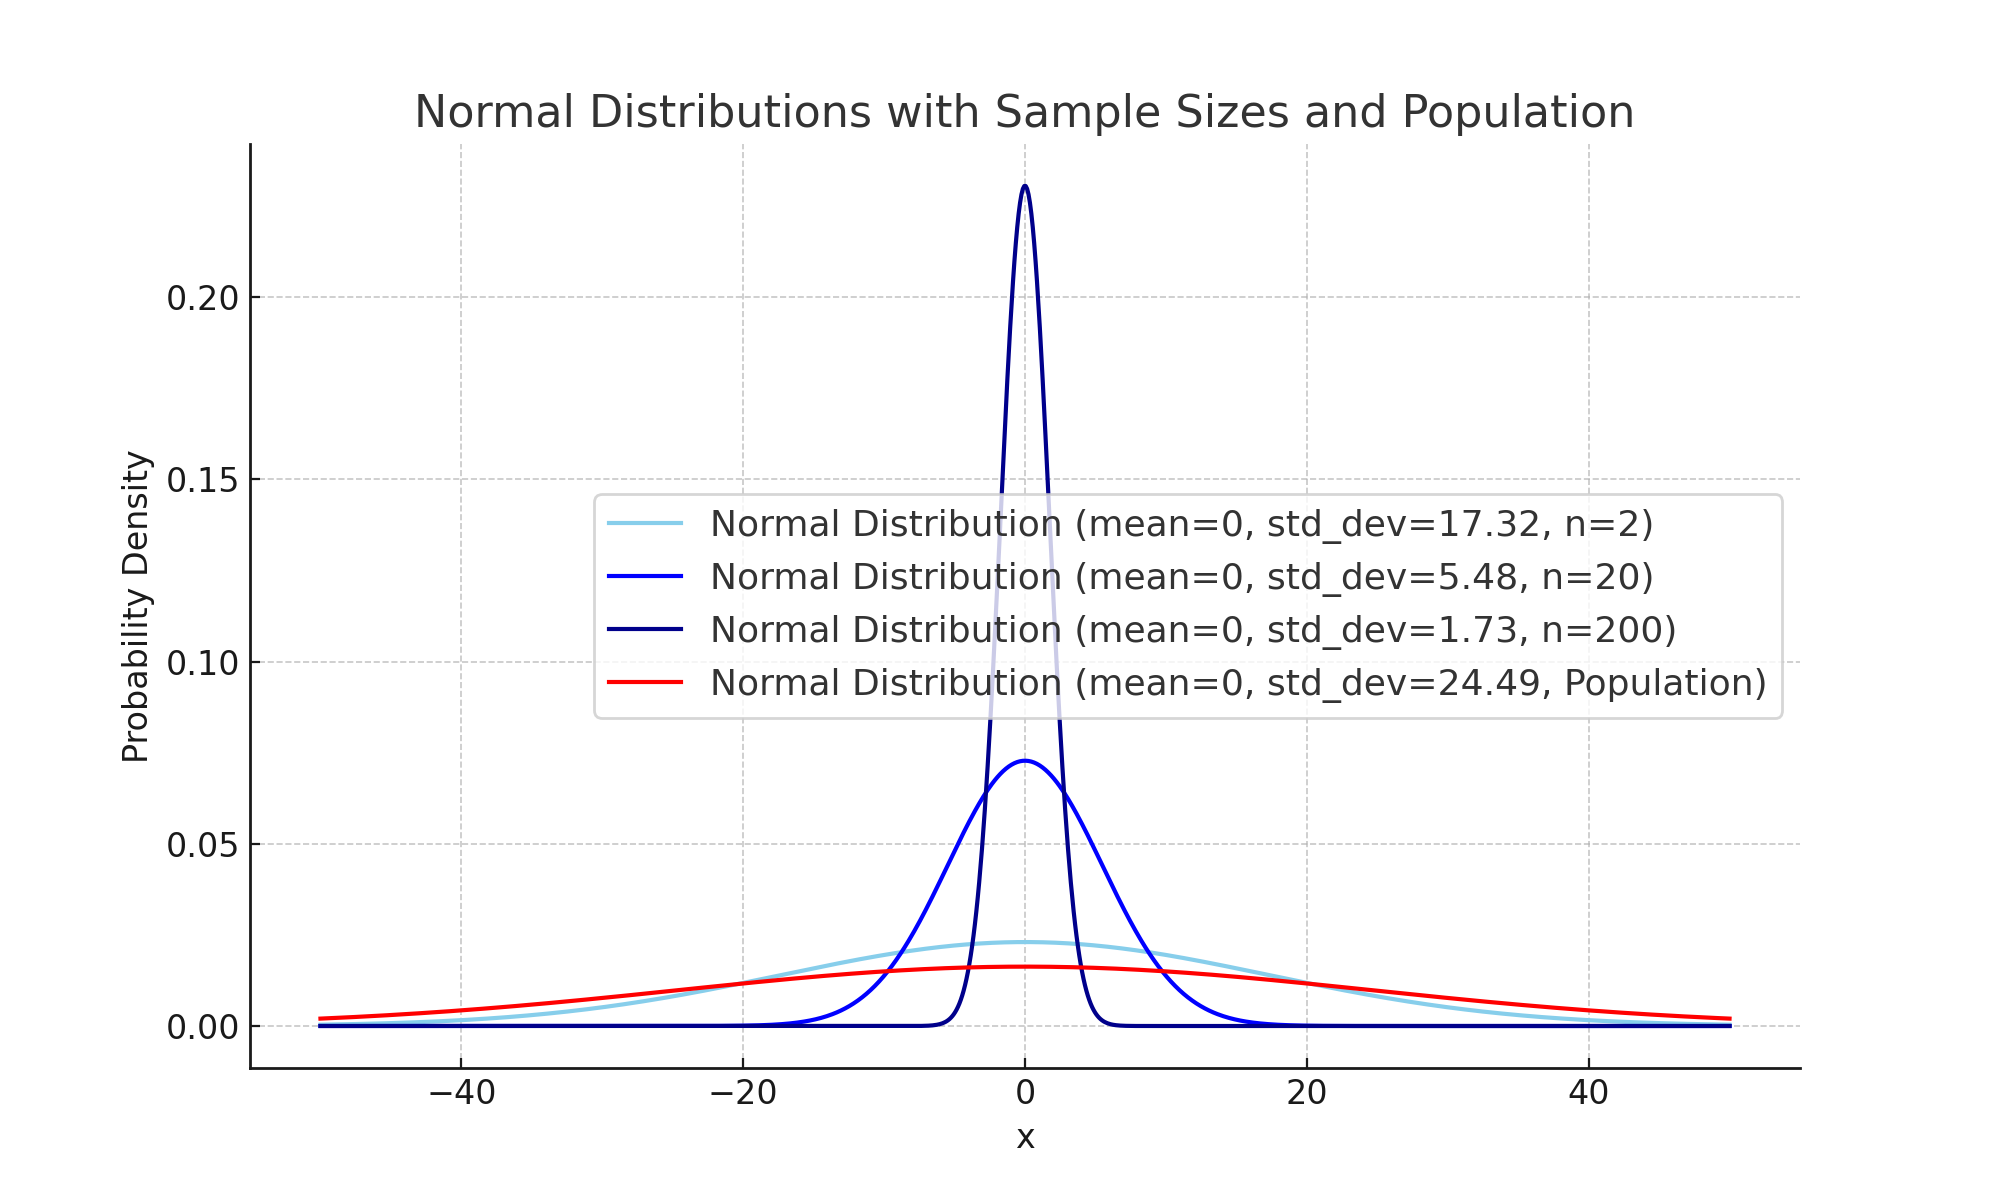 Normal Distributions with Sample Sizes and Population
Probability Density
0.20
0.15
0.10
0.05
0.00
Normal Distribution (mean=0, std_dev=17.32, n=2)
Normal Distribution (mean=0, std_dev=5.48, n=20)
Normal Distribution (mean=0, std_dev=1.73, n=200)
Normal Distribution (mean=0, std_dev=24.49, Population)
−40 −20 0 20 40
x